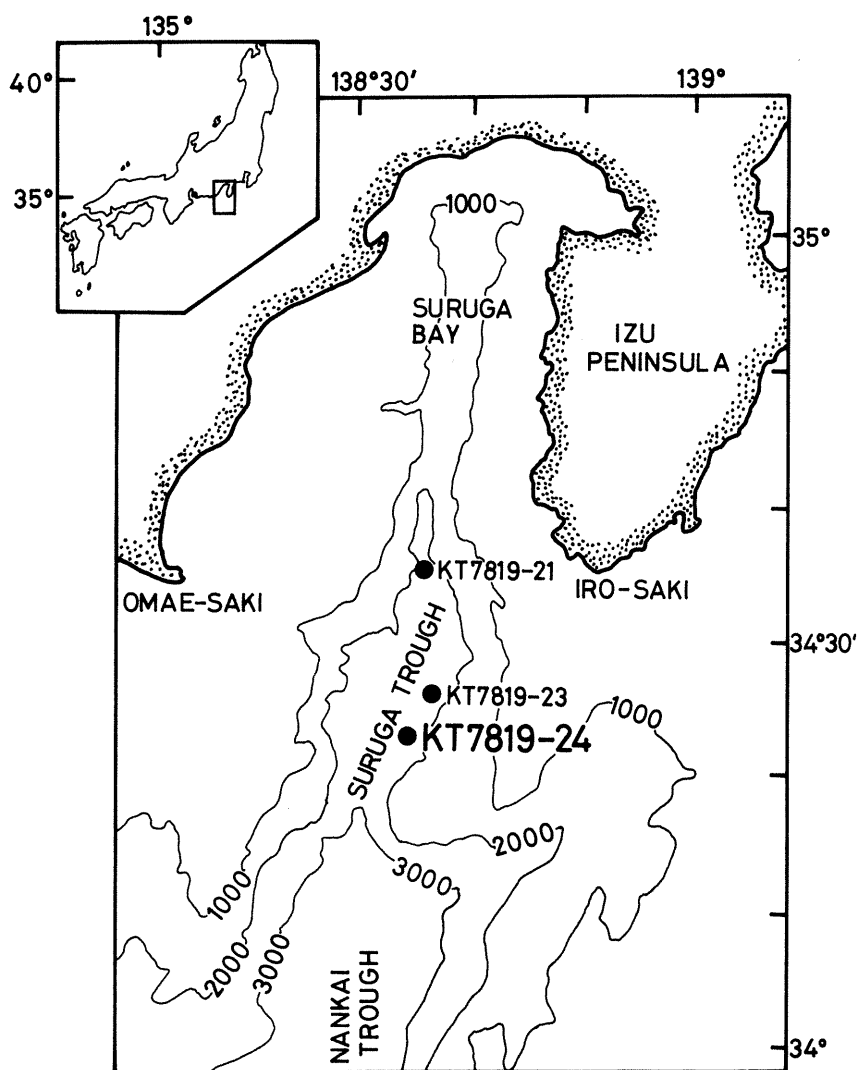 135°
40°
35°
138°30'
139°
1000
35°
SURUGA
BAY
IZU
PENINSULA
KT7819-21
OMAE-SAKI
IRO-SAKI
34°30'
SURUGA TROUGH
KT7819-23
1000
KT7819-24
2000
3000
1000
2000
3000
NANKAI
TROUGH
34°